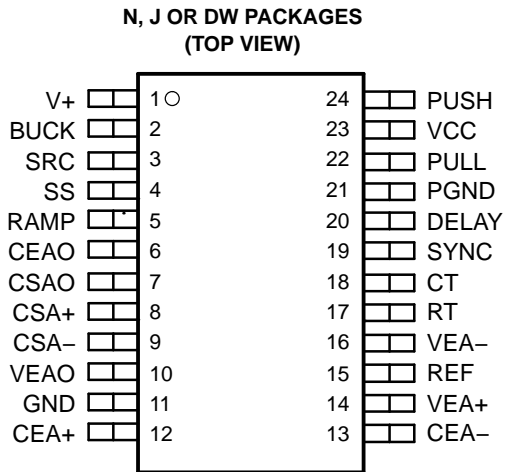 N, J OR DW PACKAGES
(TOP VIEW)
V+ 1 24 PUSH
BUCK 2 23 VCC
SRC 3 22 PULL
SS 4 21 PGND
RAMP 5 20 DELAY
CEAO 6 19 SYNC
CSAO 7 18 CT
CSA+ 8 17 RT
CSA− 9 16 VEA−
VEAO 10 15 REF
GND 11 14 VEA+
CEA+ 12 13 CEA−